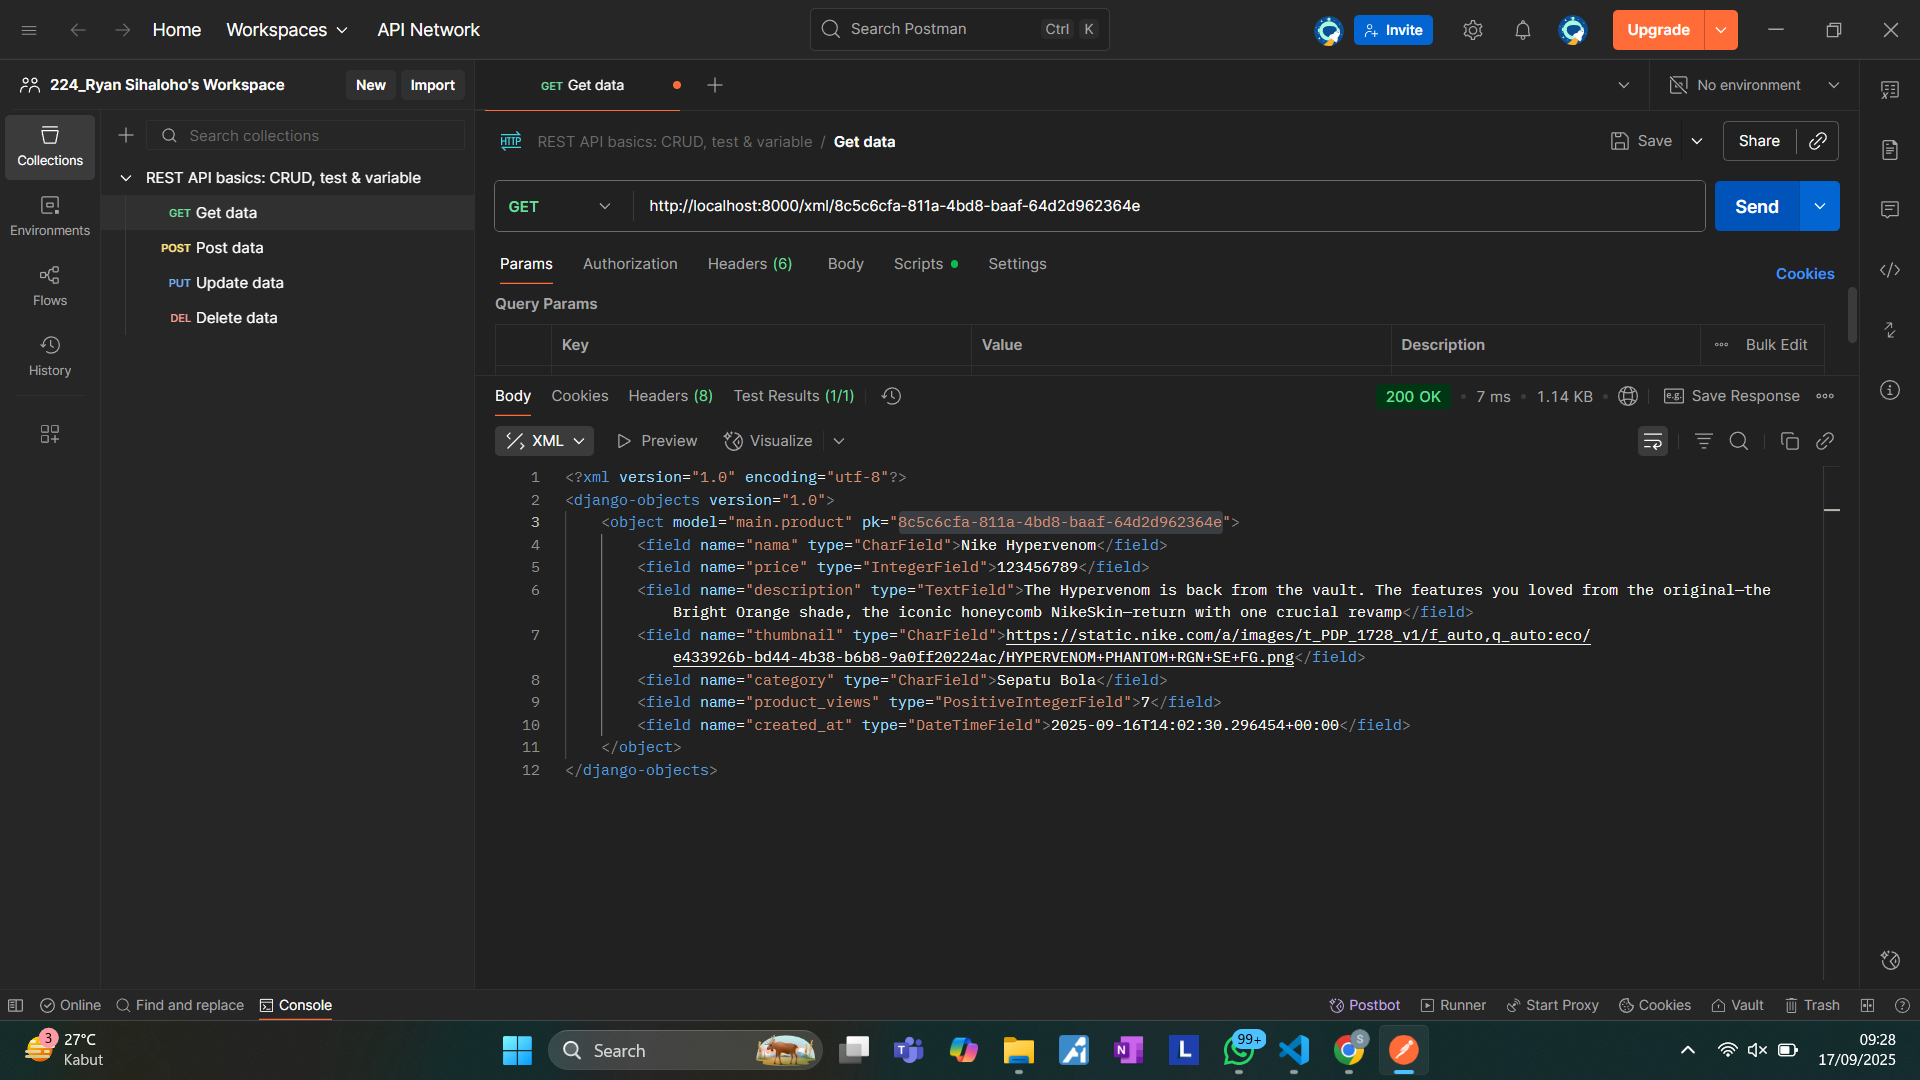 Home
Workspaces
API Network
Search Postman
Ctrl
K
Invite
Upgrade
224_Ryan Sihaloho's Workspace
New
Import
GET Get data
No environment
Collections
Environments
Flows
History
Search collections
REST API basics: CRUD, test & variable
GET Get data
POST Post data
PUT Update data
DEL Delete data
HTTP
REST API basics: CRUD, test & variable / Get data
Save
Share
GET
http://localhost:8000/xml/8c5c6cfa-811a-4bd8-baaf-64d2d962364e
Send
Params
Authorization
Headers (6)
Body
Scripts
Settings
Cookies
Query Params
Key
Value
Description
Bulk Edit
Body
Cookies
Headers (8)
Test Results (1/1)
200 OK
7 ms
1.14 KB
e.g.
Save Response
XML
Preview
Visualize
1 <?xml version="1.0" encoding="utf-8"?>
2 <django-objects version="1.0">
3 <object model="main.product" pk="8c5c6cfa-811a-4bd8-baaf-64d2d962364e">
4 <field name="nama" type="CharField">Nike Hypervenom</field>
5 <field name="price" type="IntegerField">123456789</field>
6 <field name="description" type="TextField">The Hypervenom is back from the vault. The features you loved from the original—the
Bright Orange shade, the iconic honeycomb NikeSkin—return with one crucial revamp</field>
7 <field name="thumbnail" type="CharField">https://static.nike.com/a/images/t_PDP_1728_v1/f_auto,q_auto:eco/
e433926b-bd44-4b38-b6b8-9a0ff20224ac/HYPERVENOM+PHANTOM+RGN+SE+FG.png</field>
8 <field name="category" type="CharField">Sepatu Bola</field>
9 <field name="product_views" type="PositiveIntegerField">7</field>
10 <field name="created_at" type="DateTimeField">2025-09-16T14:02:30.296454+00:00</field>
11 </object>
12 </django-objects>
Online
Find and replace
Console
Postbot
Runner
Start Proxy
Cookies
Vault
Trash
3
27°C
Kabut
Search
N
L
99+
S
09:28
17/09/2025